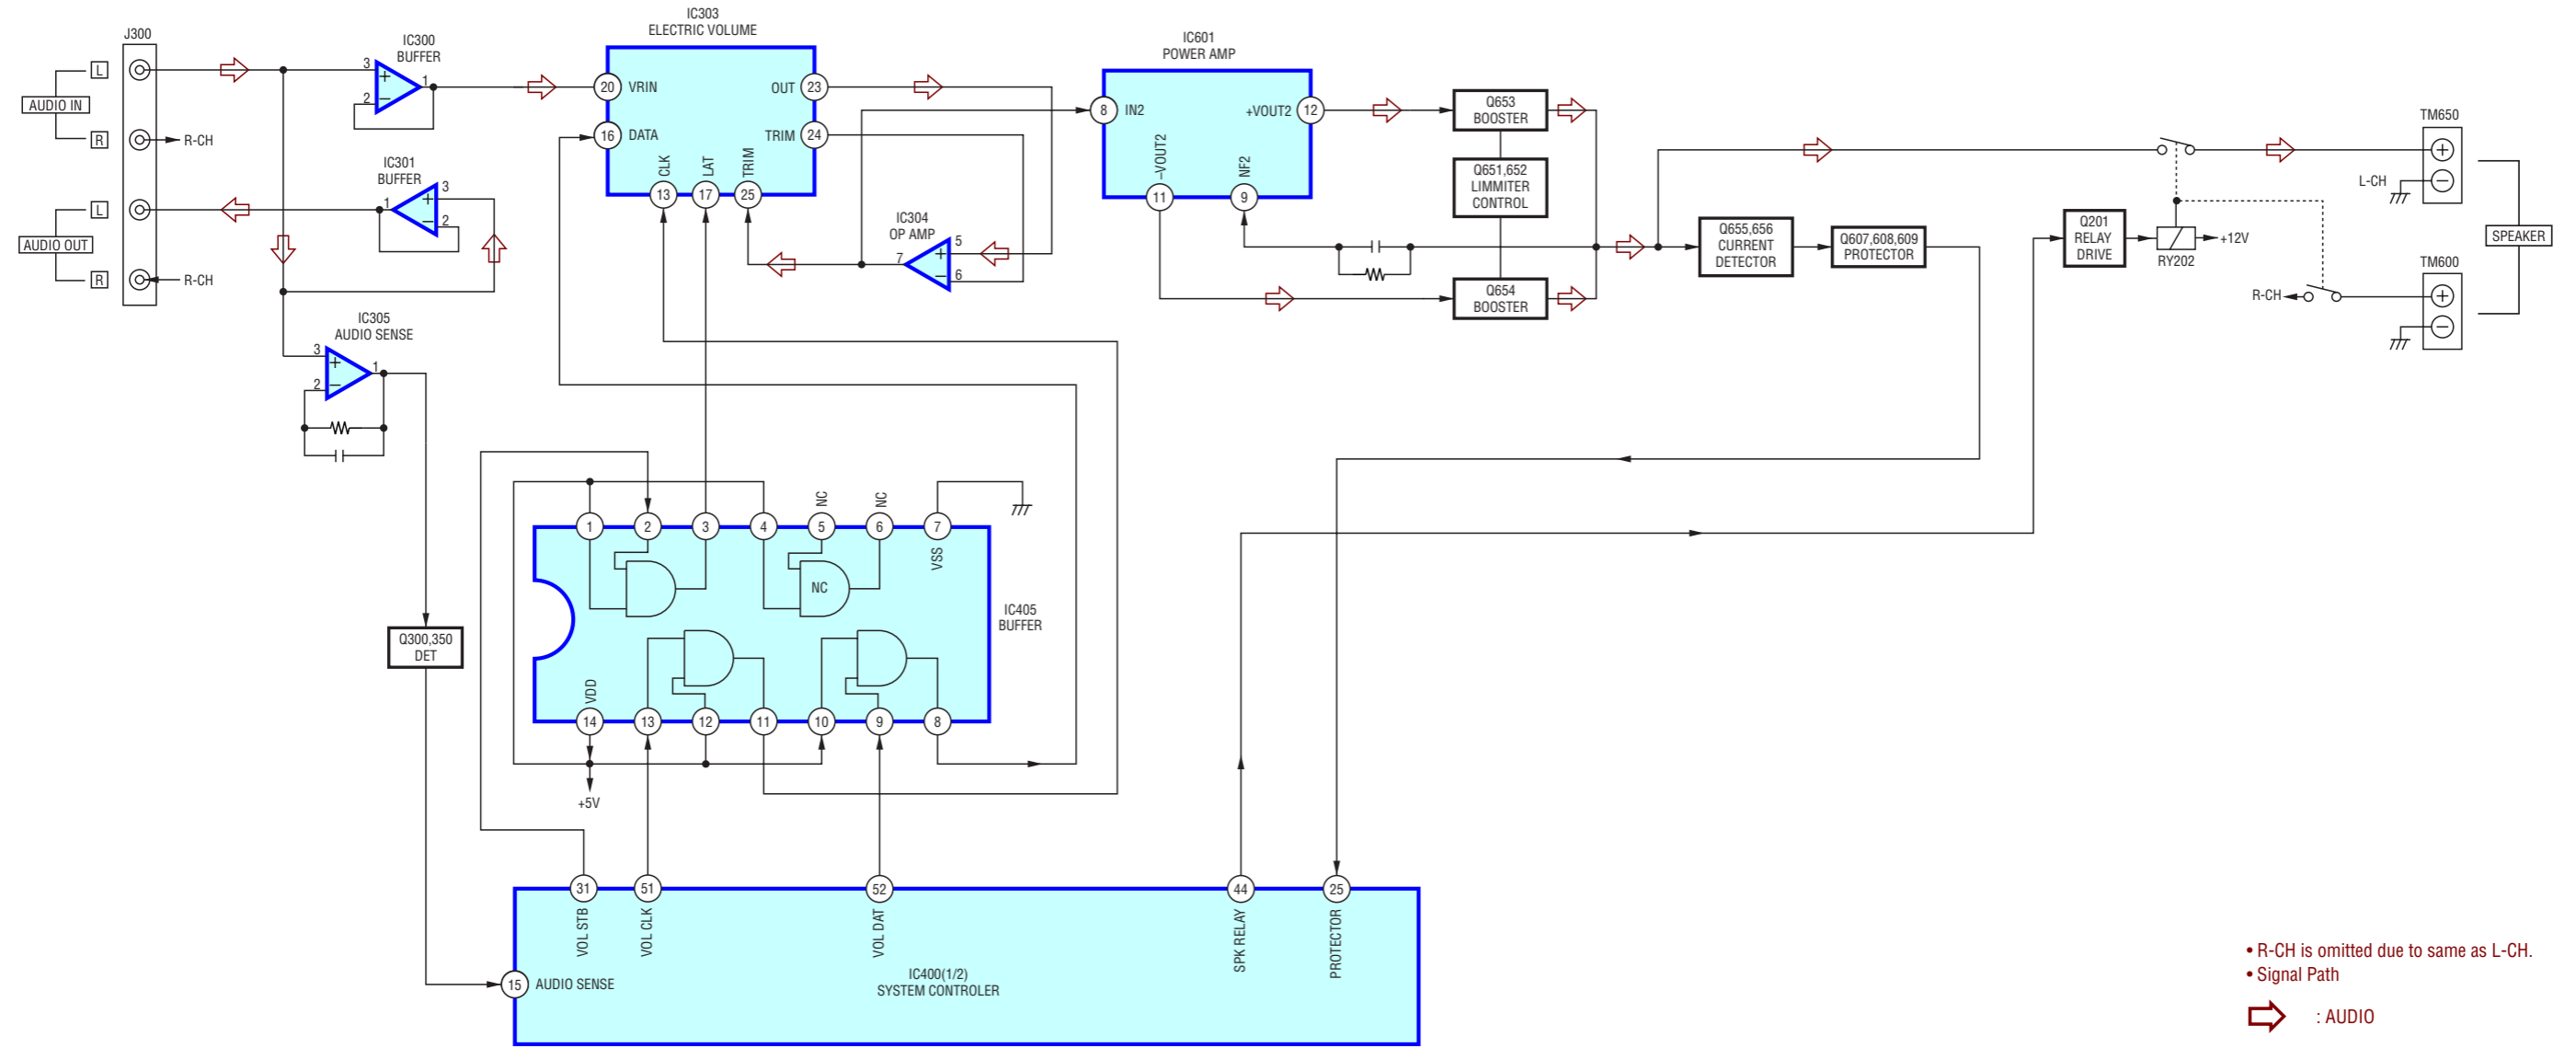 J300
L
AUDIO IN
R
R-CH
L
AUDIO OUT
R
R-CH
IC300
BUFFER
3
+
2
−
1
IC301
BUFFER
3
+
2
−
1
IC305
AUDIO SENSE
3
+
2
−
1
IC303
ELECTRIC VOLUME
20 VRIN
16 DATA
OUT 23
TRIM 24
CLK
LAT
TRIM
13
17
25
IC304
OP AMP
5
+
7
−
6
IC601
POWER AMP
8 IN2
+VOUT2 12
−VOUT2
NF2
11
9
Q653
BOOSTER
Q651,652
LIMMITER
CONTROL
Q654
BOOSTER
Q655,656
CURRENT
DETECTOR
Q607,608,609
PROTECTOR
Q201
RELAY
DRIVE
RY202
+12V
TM650
+
L-CH
−
SPEAKER
TM600
R-CH
+
−
NC
NC
1
2
3
4
5
6
7
VSS
NC
IC405
BUFFER
VDD
14
13
12
11
10
9
8
+5V
Q300,350
DET
31
51
52
44
25
VOL STB
VOL CLK
VOL DAT
SPK RELAY
PROTECTOR
15 AUDIO SENSE
IC400(1/2)
SYSTEM CONTROLER
• R-CH is omitted due to same as L-CH.
• Signal Path
: AUDIO